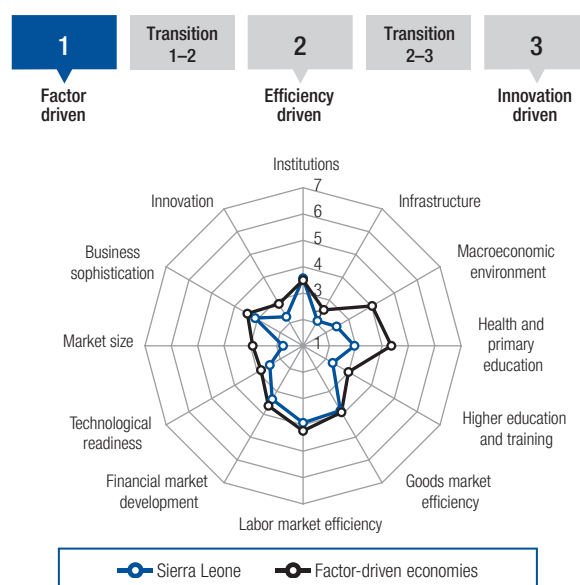 1
Transition
1–2
2
Transition
2–3
3
Factor
driven
Efficiency
driven
Innovation
driven
Institutions
Infrastructure
Macroeconomic
environment
Health and
primary
education
Higher education
and training
Goods market
efficiency
Labor market efficiency
Financial market
development
Technological
readiness
Market size
Business
sophistication
Innovation
7
6
5
4
3
1
Sierra Leone
Factor-driven economies